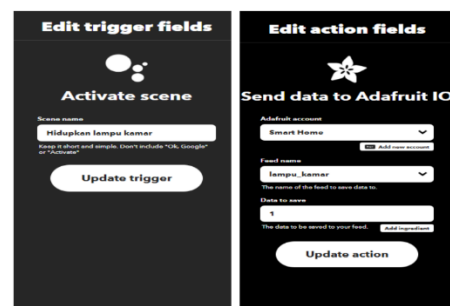 Edit trigger fields
Activate scene
Scene name
Hidupkan lampu kamar
Keep it short and simple. Don't include "Ok, Google"
or "Activate"
Update trigger
Edit action fields
Send data to Adafruit IO
Adafruit account
Smart Home
Add new account
Feed name
lampu_kamar
The name of the feed to save data to.
Data to save
1
The data to be saved to your feed.
Add ingredient
Update action